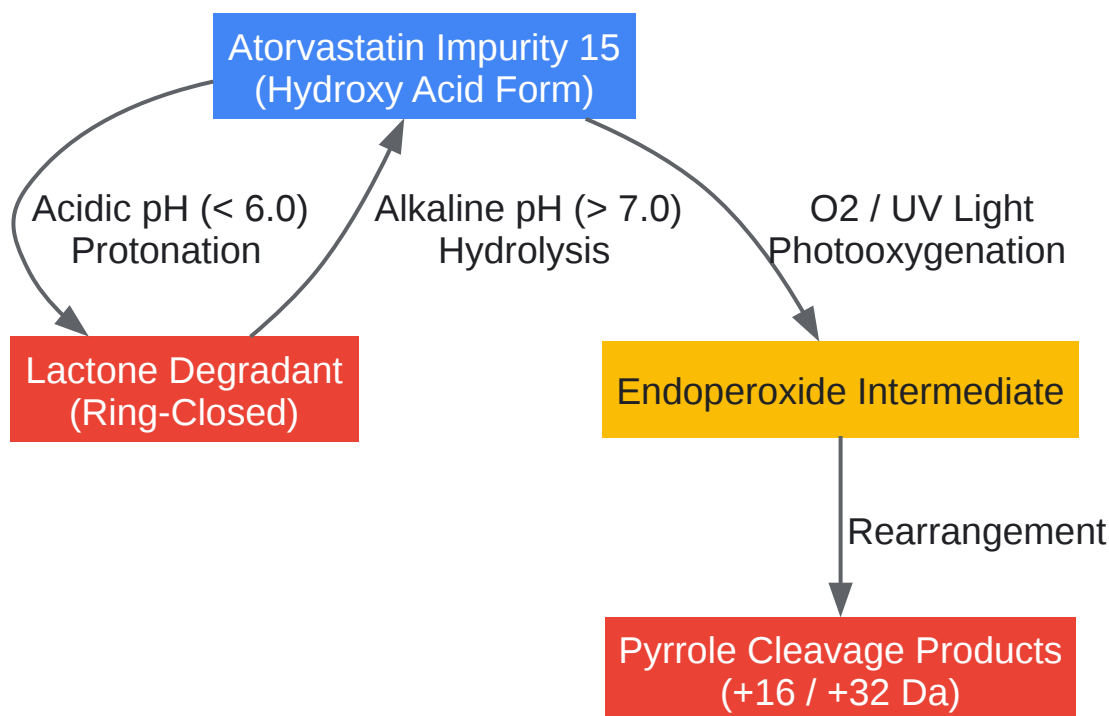 Atorvastatin Impurity 15
(Hydroxy Acid Form)
Acidic pH (< 6.0)
Protonation
Alkaline pH (> 7.0)
Hydrolysis
O2 / UV Light
Photooxygenation
Lactone Degradant
(Ring-Closed)
Endoperoxide Intermediate
Rearrangement
Pyrrole Cleavage Products
(+16 / +32 Da)